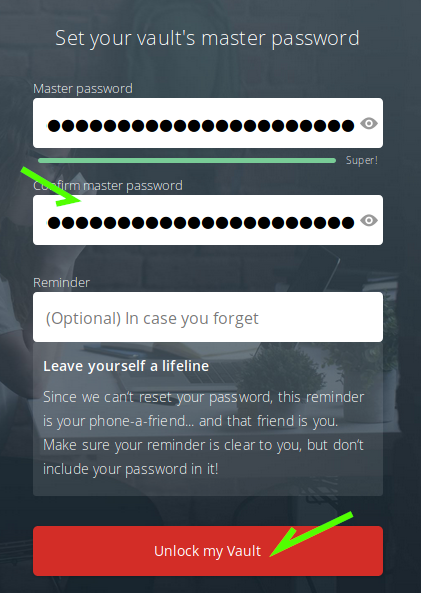 Set your vault's master password
Master password
●●●●●●●●●●●●●●●●●●●●●●
Super!
Confirm master password
●●●●●●●●●●●●●●●●●●●●●●
Reminder
(Optional) In case you forget
Leave yourself a lifeline
Since we can't reset your password, this reminder
is your phone-a-friend... and that friend is you.
Make sure your reminder is clear to you, but don't
include your password in it!
Unlock my Vault